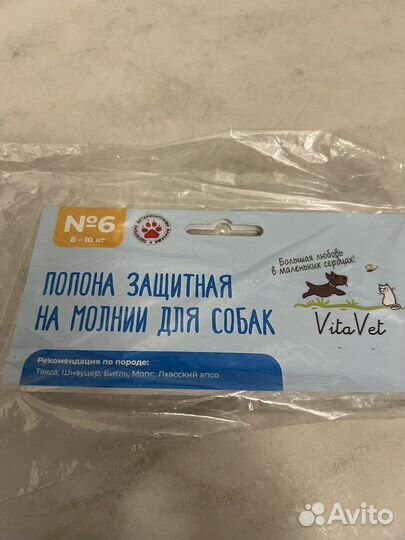 №6
8 – 10 кг
ПОПОНА ЗАЩИТНАЯ
НА МОЛНИИ ДЛЯ СОБАК
Большая любовь
в маленьких сердцах!
VitaVet
Рекомендация по породе:
Такса, Шнауцер, Бигль, Мопс, Лхасский апсо
Avito